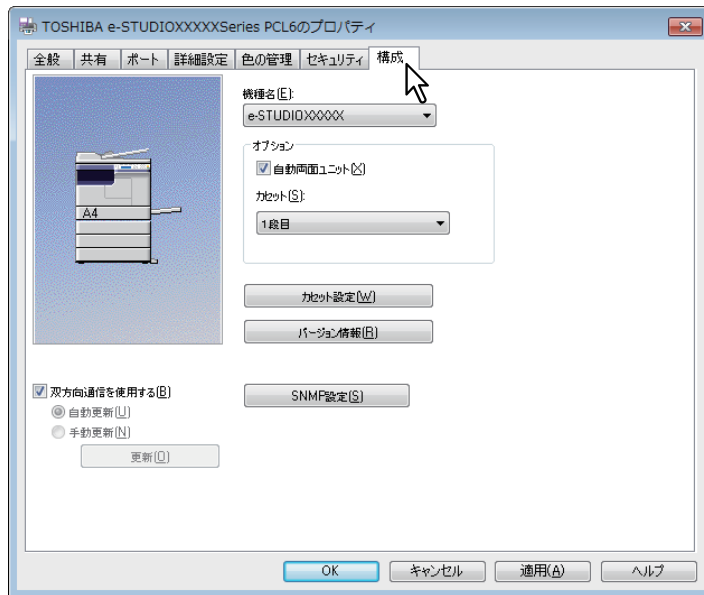 TOSHIBA e-STUDIOXXXXXSeries PCL6のプロパティ
全般 共有 ポート 詳細設定 色の管理 セキュリティ 構成
機種名(E):
e-STUDIOXXXXX
オプション
自動両面ユニット(X)
カセット(S):
1段目
A4
カセット設定(W)
バージョン情報(R)
双方向通信を使用する(B)
SNMP設定(S)
自動更新(U)
手動更新(N)
更新(O)
OK キャンセル 適用(A) ヘルプ